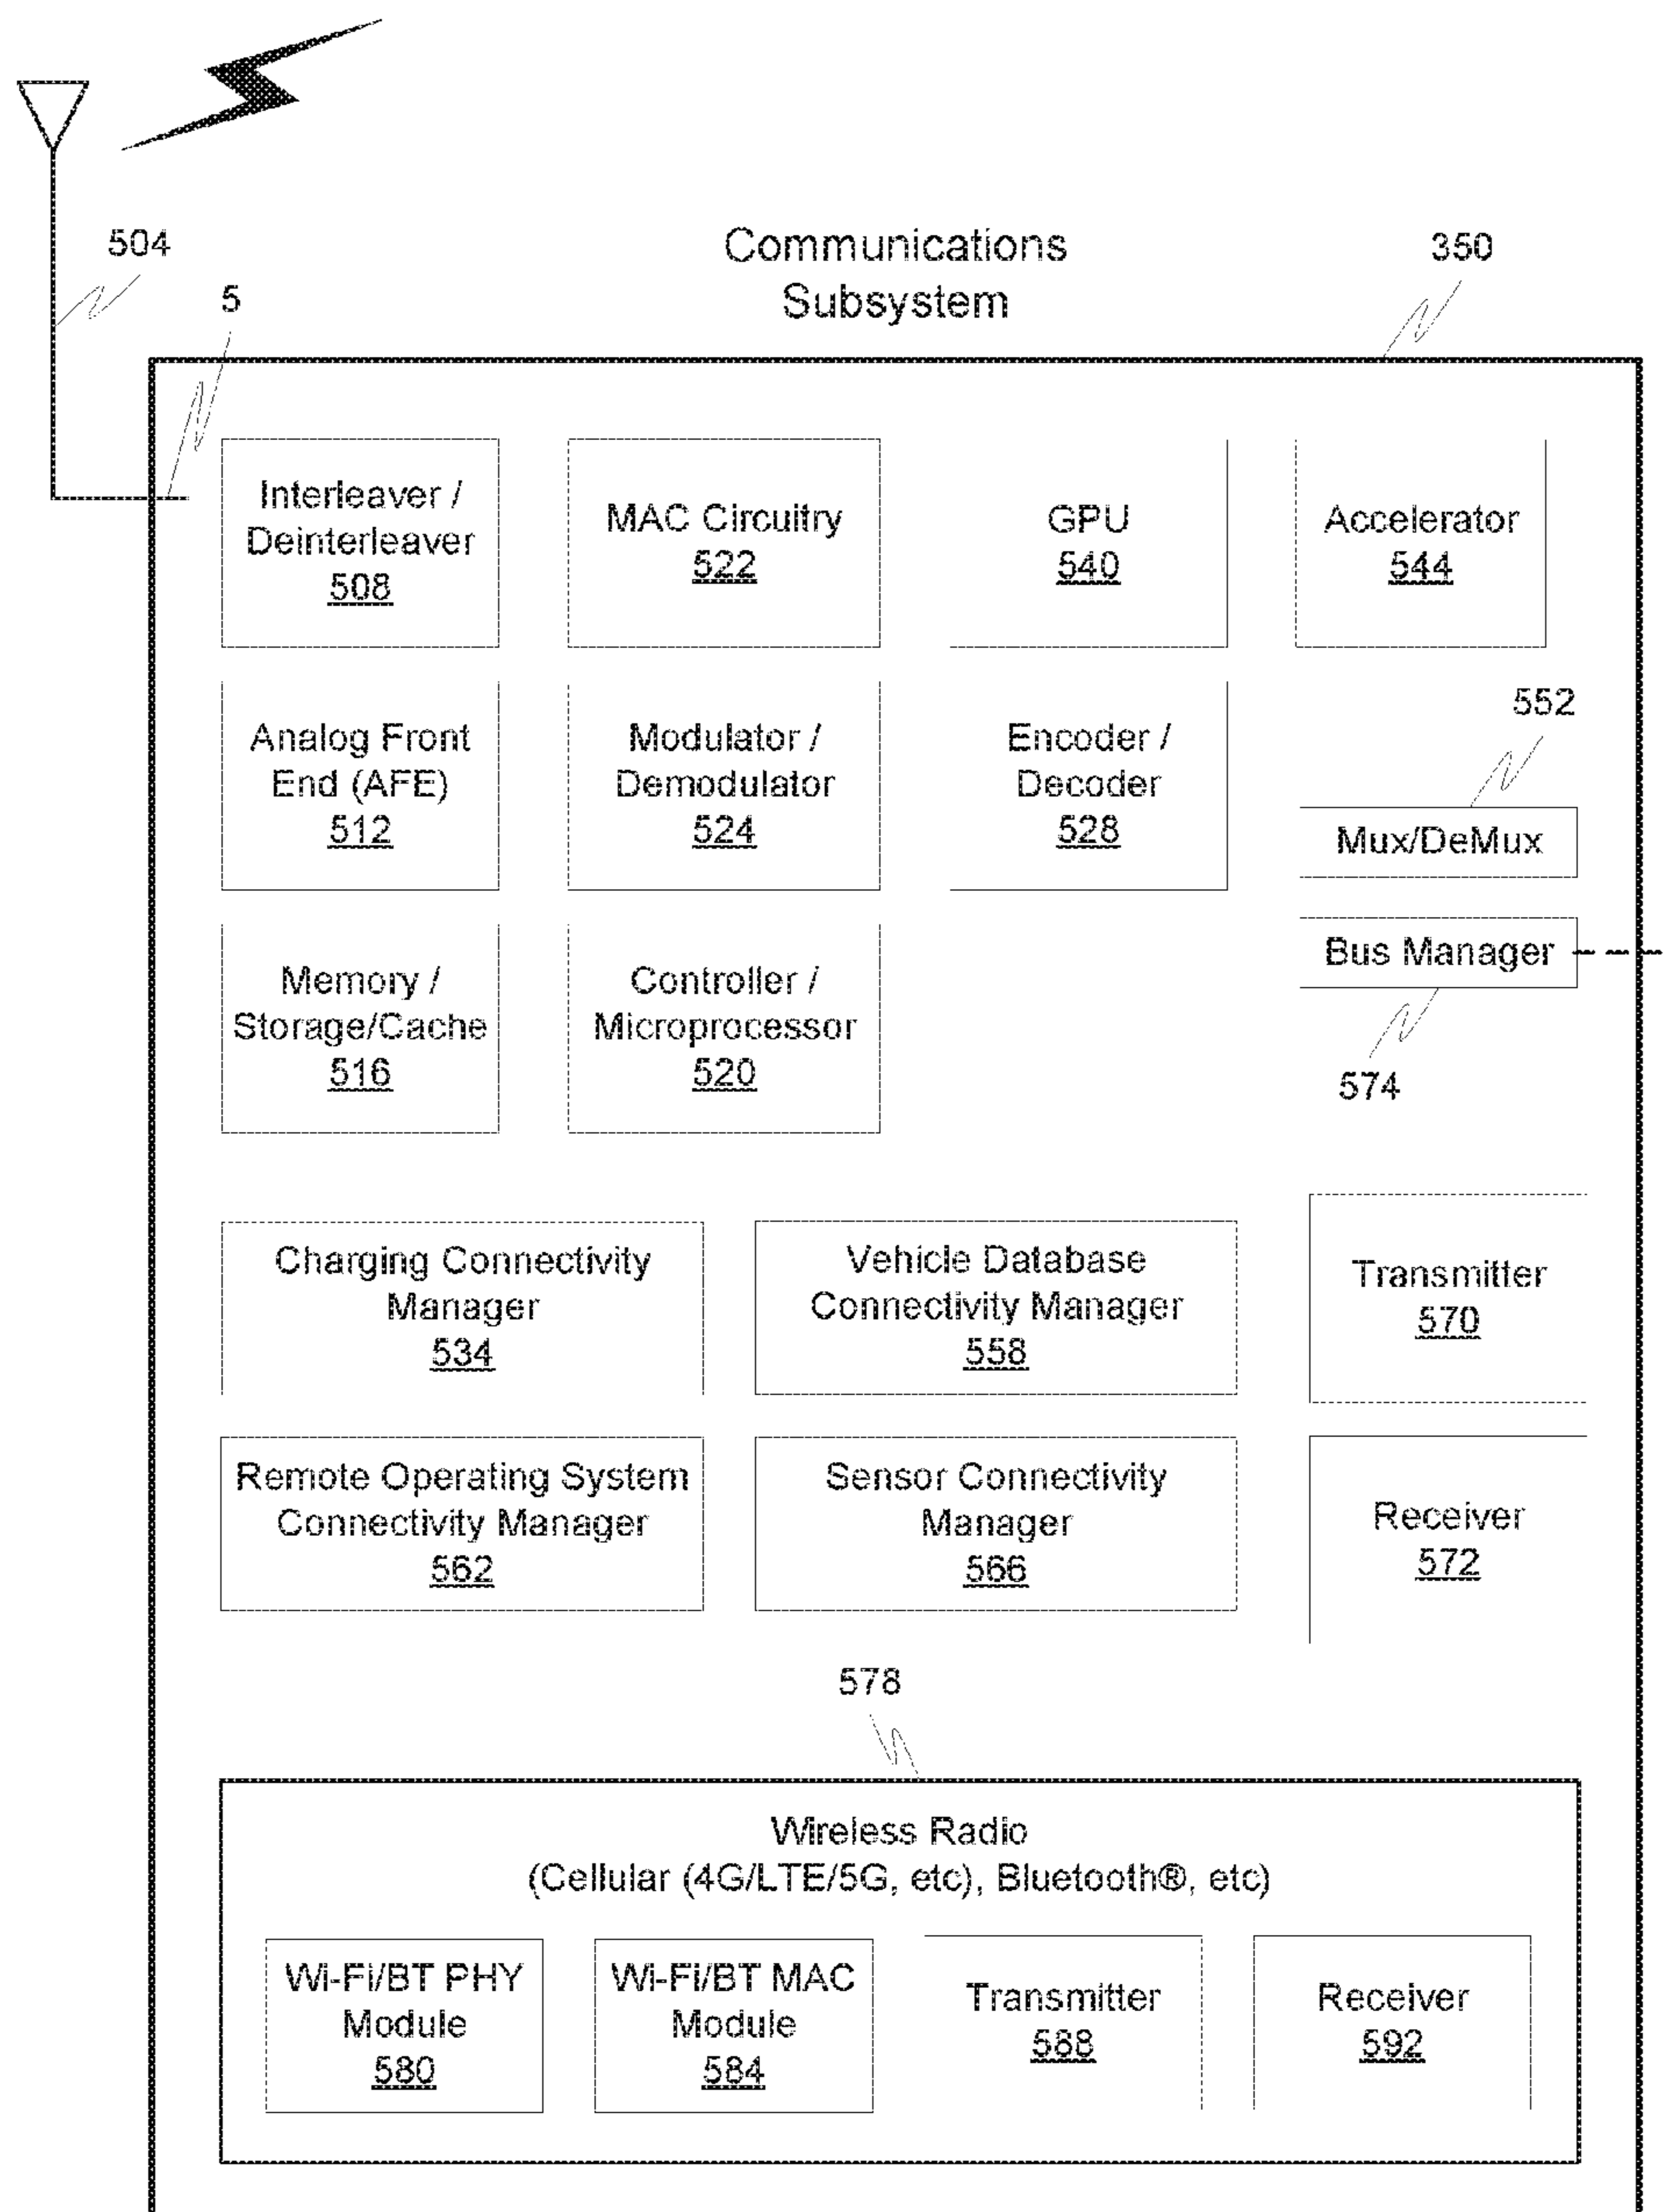 504
5
Communications
Subsystem
350
Interleaver /
Deinterleaver
508
MAC Circuitry
522
GPU
540
Accelerator
544
Analog Front
End (AFE)
512
Modulator /
Demodulator
524
Encoder /
Decoder
528
552
Mux/DeMux
Bus Manager
574
Memory /
Storage/Cache
516
Controller /
Microprocessor
520
Charging Connectivity
Manager
534
Vehicle Database
Connectivity Manager
558
Transmitter
570
Remote Operating System
Connectivity Manager
562
Sensor Connectivity
Manager
566
Receiver
572
578
Wireless Radio
(Cellular (4G/LTE/5G, etc), Bluetooth®, etc)
Wi-Fi/BT PHY
Module
580
Wi-Fi/BT MAC
Module
584
Transmitter
588
Receiver
592